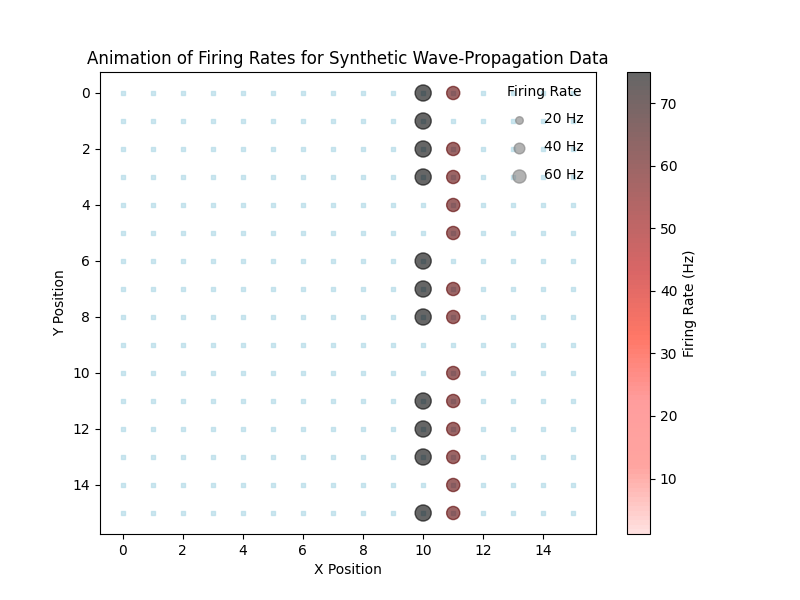 Animation of Firing Rates for Synthetic Wave-Propagation Data
Firing Rate
20 Hz
40 Hz
60 Hz
0
2
4
6
8
10
12
14
Y Position
0
2
4
6
8
10
12
14
X Position
70
60
50
40
30
20
10
Firing Rate (Hz)